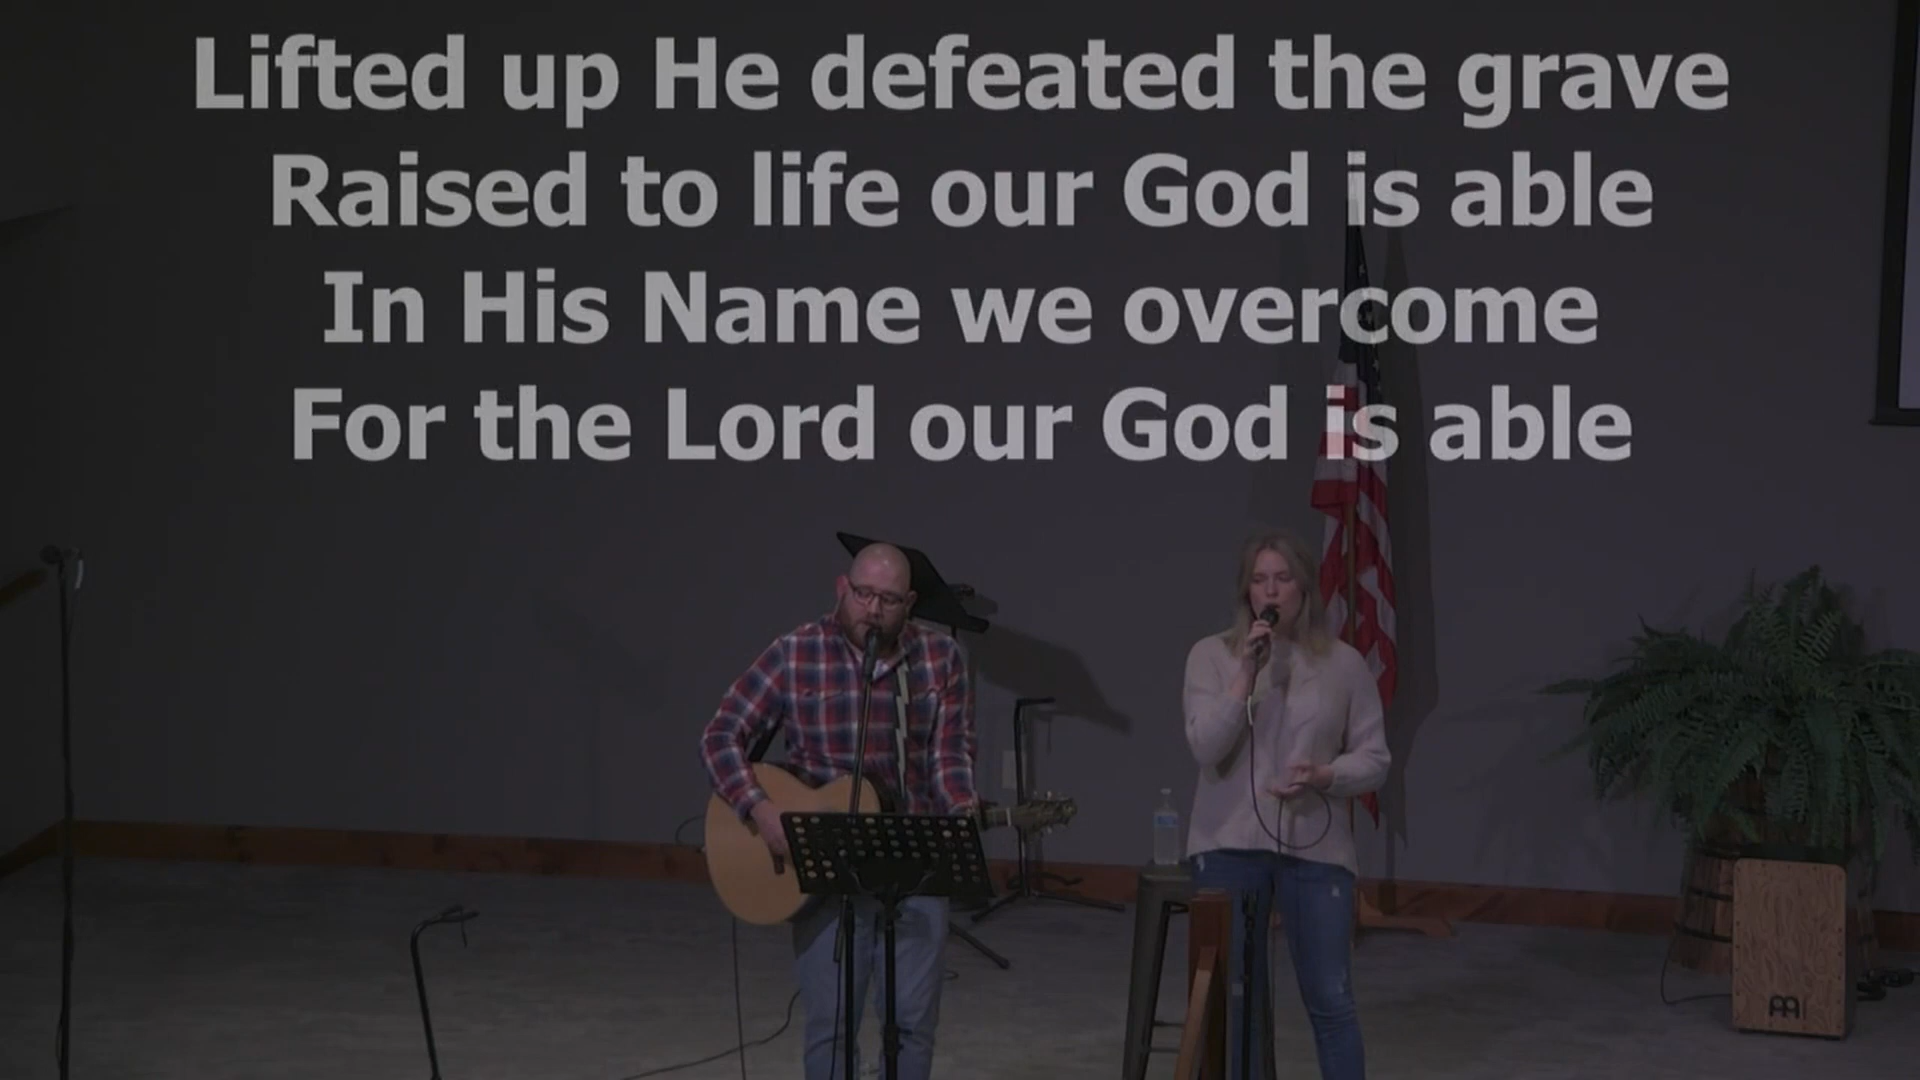 Lifted up He defeated the grave
Raised to life our God is able
In His Name we overcome
For the Lord our God is able